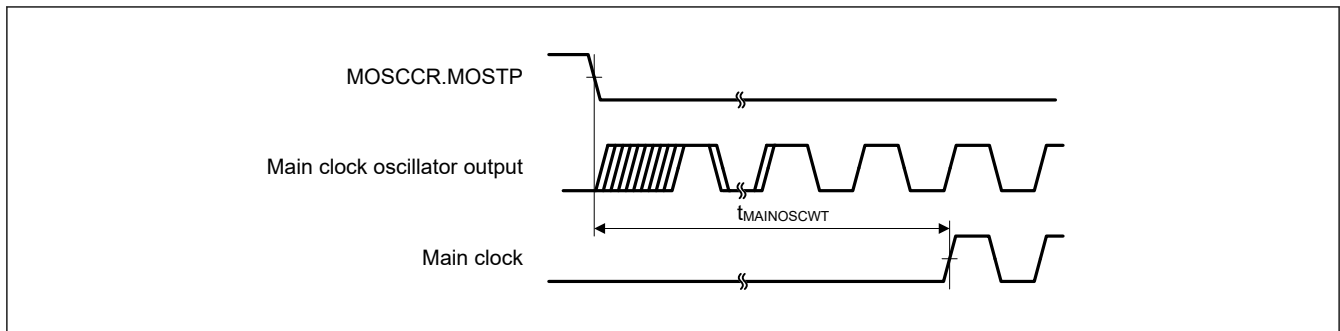 MOSCCR.MOSTP
Main clock oscillator output
tMAINOSCWT
Main clock